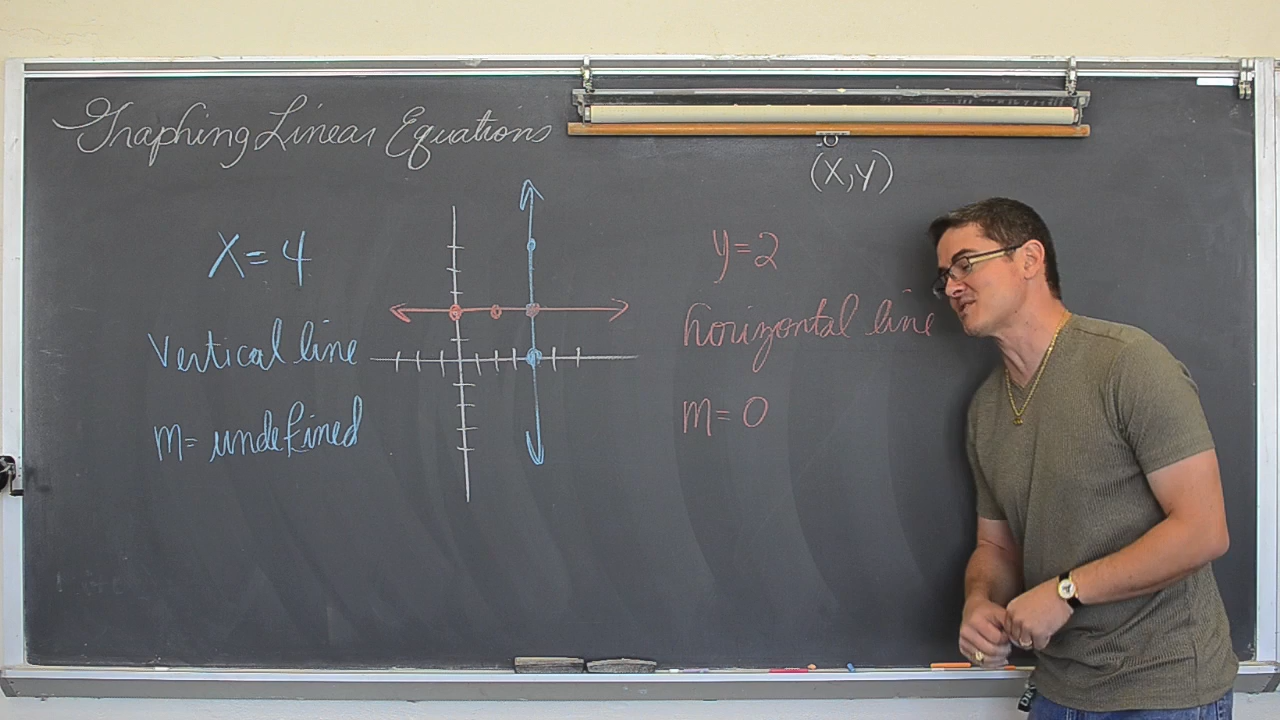 Graphing Linear Equations
(X,Y)
X=4
Vertical line
m= undefined
y=2
horizontal line
m=0